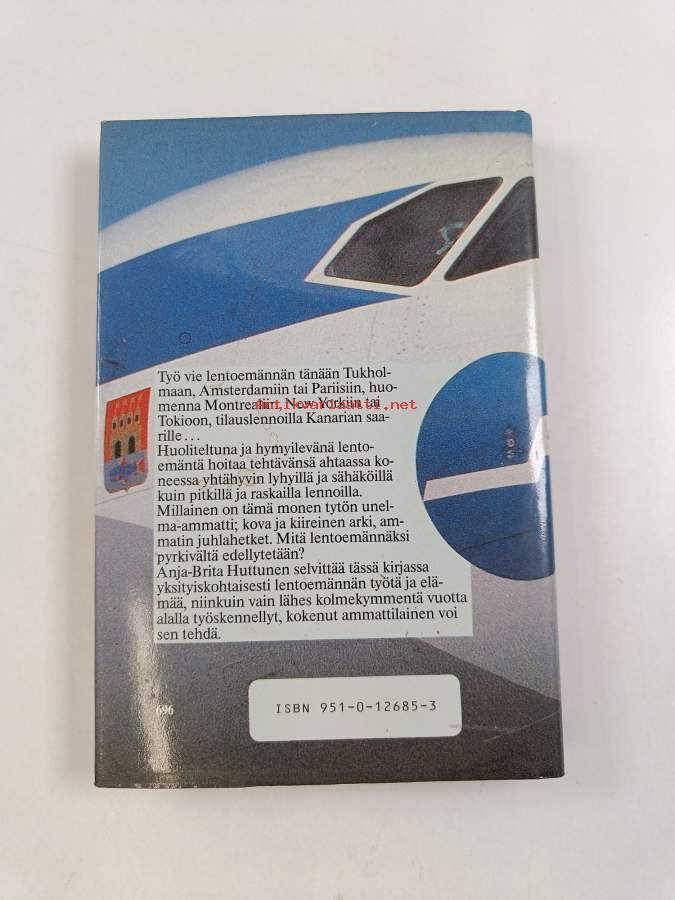 Työ vie lentoemännän tänään Tukhol-
maan, Amsterdamiin tai Pariisiin, huo-
menna Montrealiin, New Yorkiin tai
Antikvariaatti.net
Tokioon, tilauslennoilla Kanarian saa-
rille...
Huoliteltuna ja hymyilevänä lento-
emäntä hoitaa tehtävänsä ahtaassa ko-
neessa yhtähyvin lyhyillä ja sähäköillä
kuin pitkillä ja raskailla lennoilla.
Millainen on tämä monen tytön unel-
ma-ammatti; kova ja kiireinen arki, am-
matin juhlahetket. Mitä lentoemännäksi
pyrkivältä edellytetään?
Anja-Brita Huttunen selvittää tässä kirjassa
yksityiskohtaisesti lentoemännän työtä ja elä-
mää, niinkuin vain lähes kolmekymmentä vuotta
alalla työskennellyt, kokenut ammattilainen voi
sen tehdä.
696
ISBN 951-0-12685-3